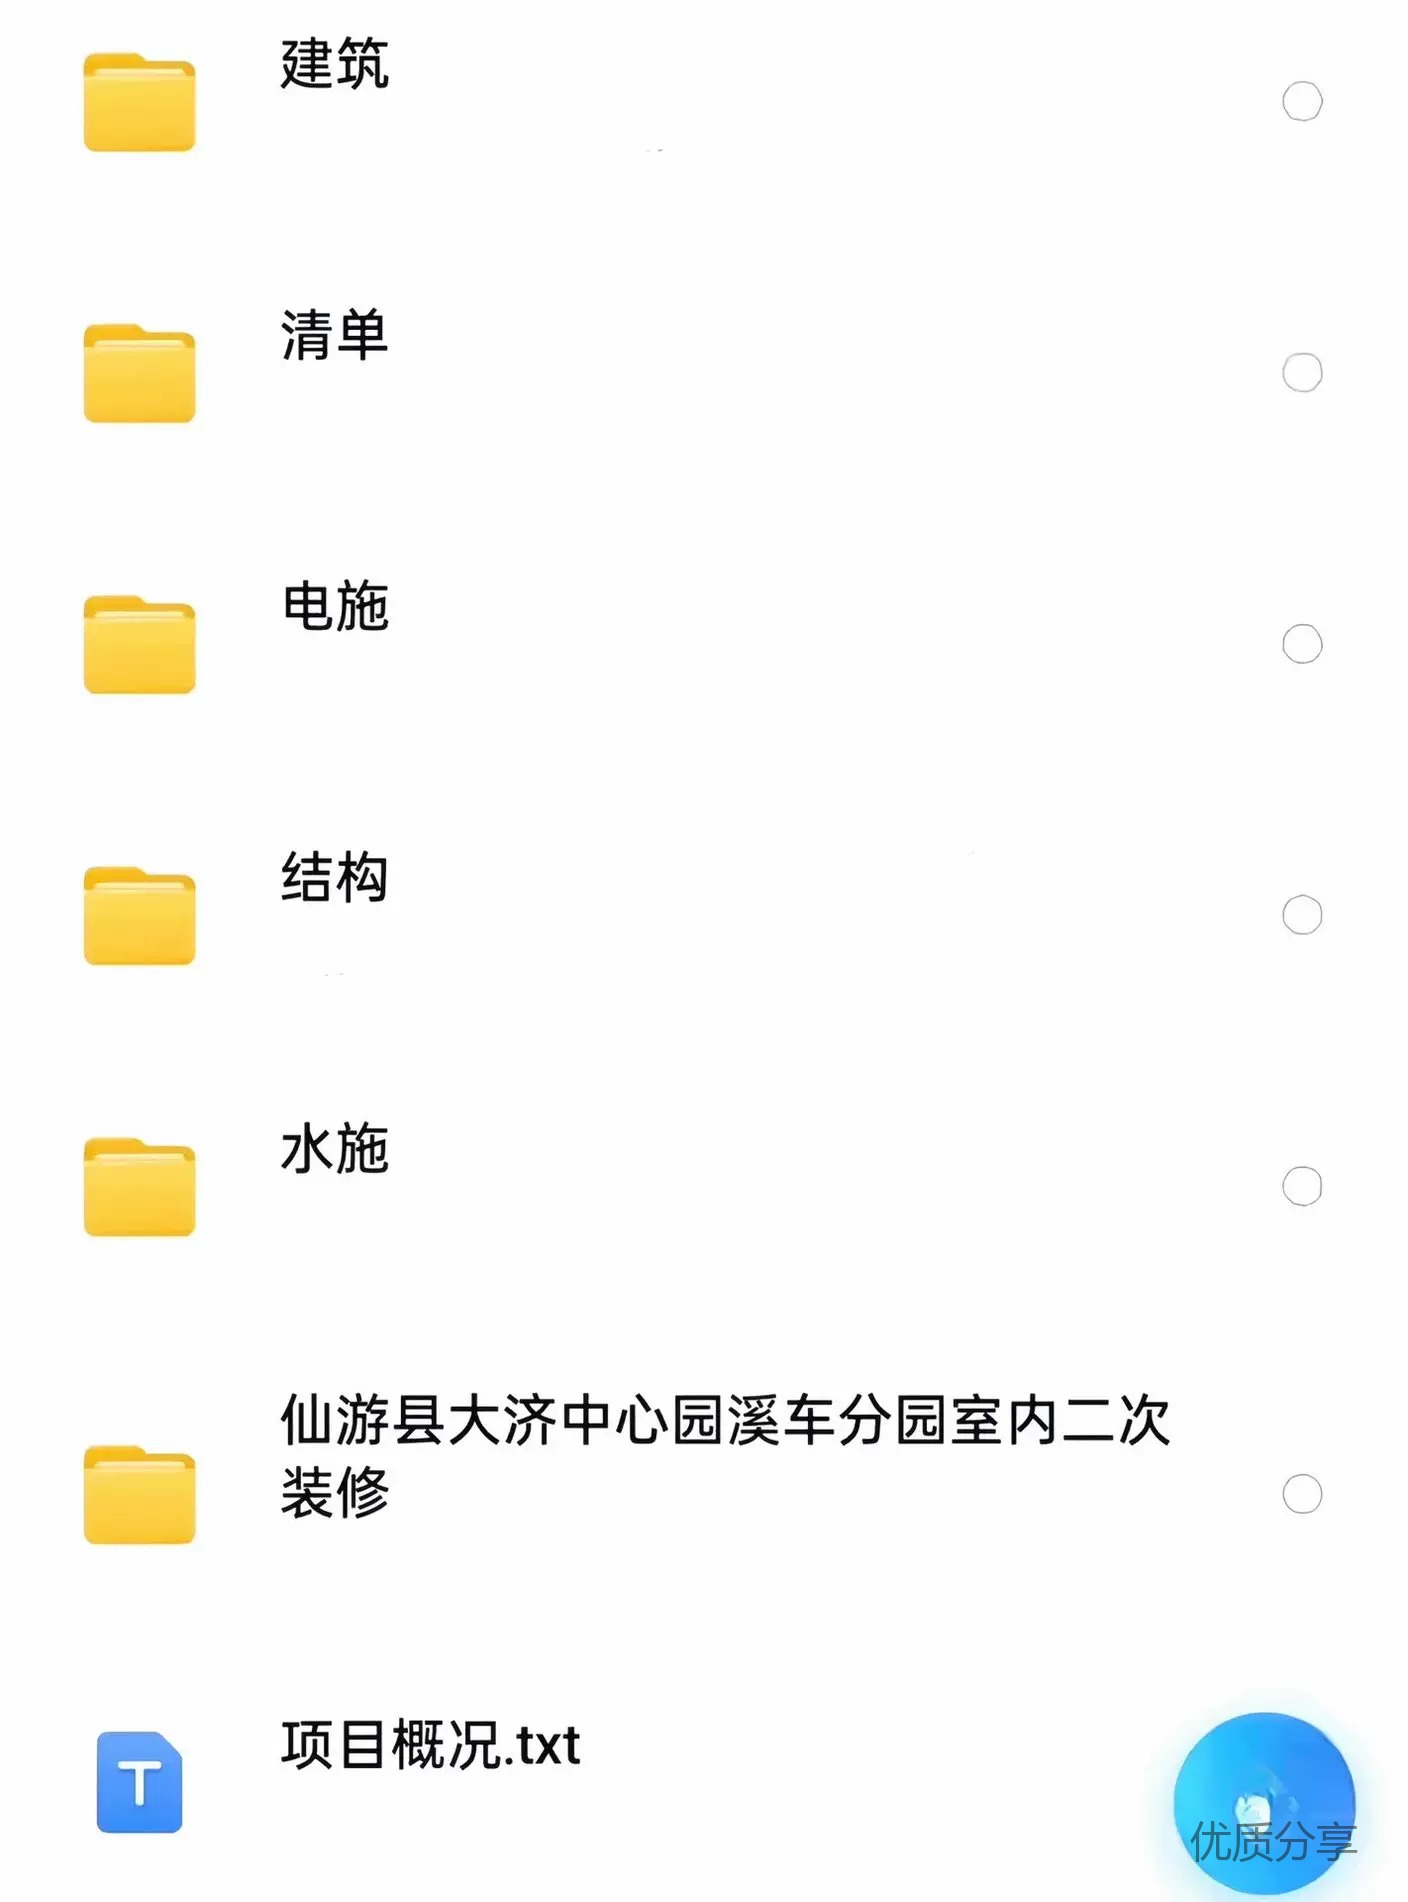 建筑
清单
电施
结构
水施
仙游县大济中心园溪车分园室内二次
装修
项目概况.txt
优质分享